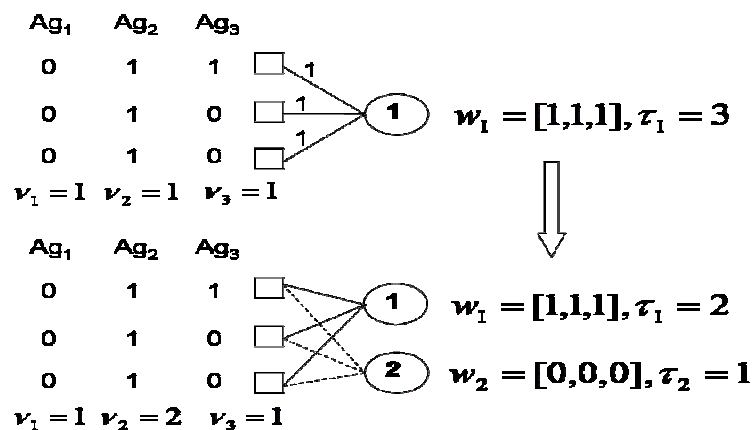 Ag₁ Ag₂ Ag₃
0 1 1 1
0 1 0 1 1 w₁ = [1,1,1], τ₁ = 3
0 1 0 1
ν₁ = 1 ν₂ = 1 ν₃ = 1
Ag₁ Ag₂ Ag₃
0 1 1 1 w₁ = [1,1,1], τ₁ = 2
0 1 0
0 1 0 2 w₂ = [0,0,0], τ₂ = 1
ν₁ = 1 ν₂ = 2 ν₃ = 1